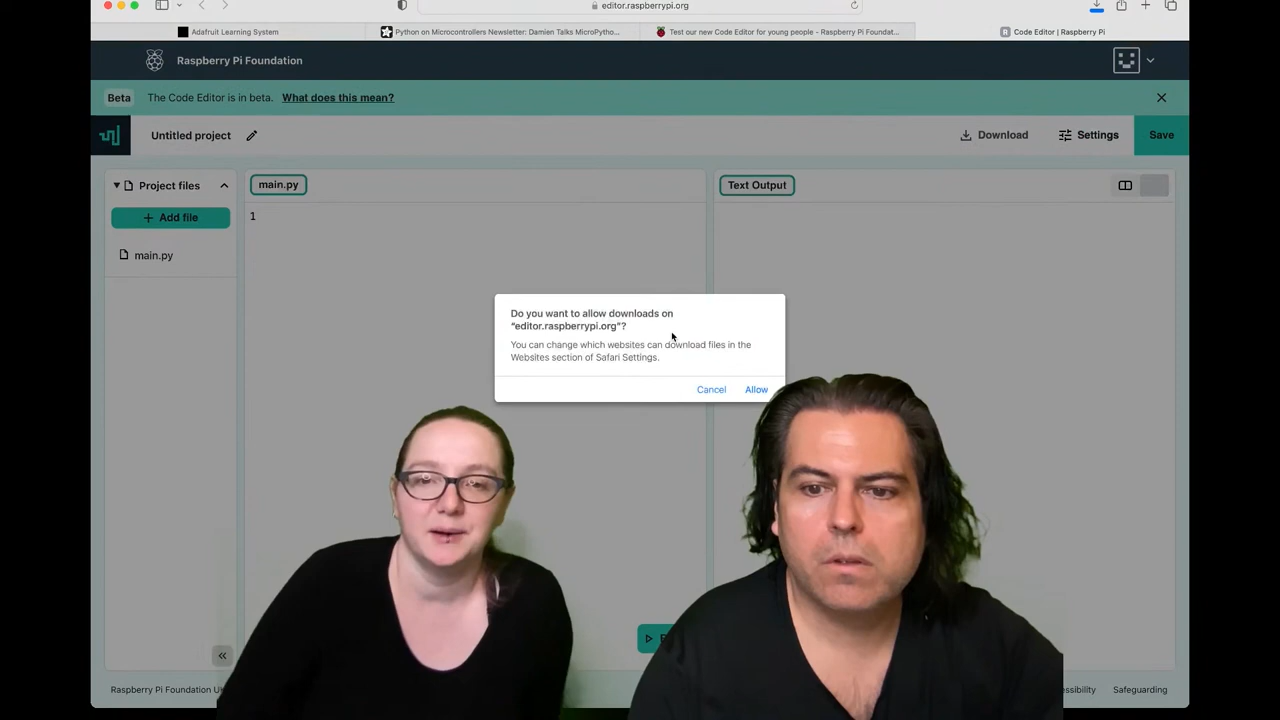 editor.raspberrypi.org
Adafruit Learning System
Python on Microcontrollers Newsletter: Damien Talks MicroPytho...
Test our new Code Editor for young people - Raspberry Pi Foundat...
Code Editor | Raspberry Pi
Raspberry Pi Foundation
Beta
The Code Editor is in beta. What does this mean?
Untitled project
Download
Settings
Save
Project files
main.py
Text Output
+ Add file
1
main.py
Do you want to allow downloads on
“editor.raspberrypi.org”?
You can change which websites can download files in the
Websites section of Safari Settings.
Cancel
Allow
Raspberry Pi Foundation
Safeguarding